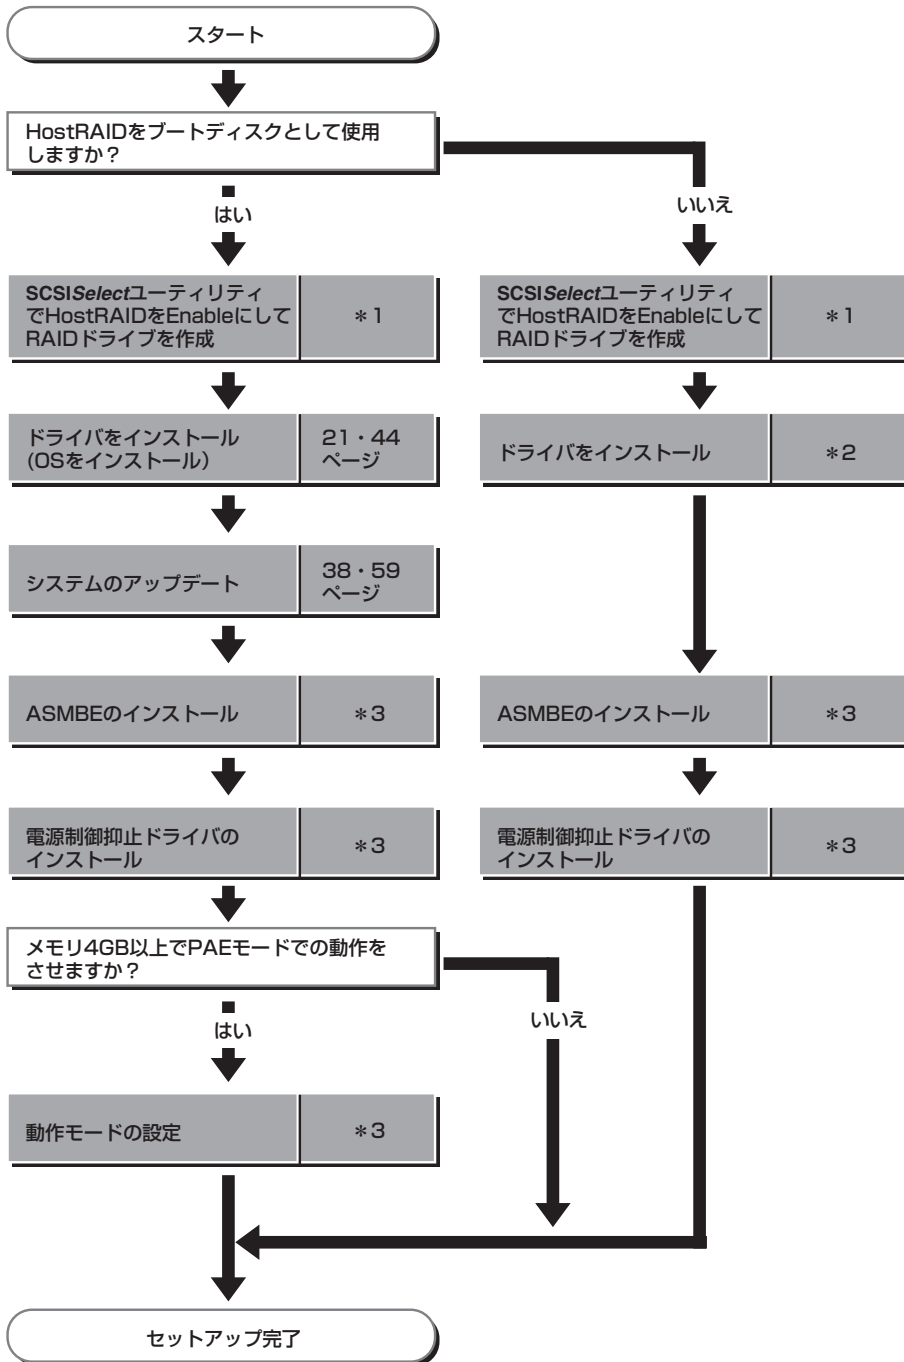 スタート
HostRAIDをブートディスクとして使用
しますか？
はい
いいえ
SCSISelectユーティリティ
でHostRAIDをEnableにして
RAIDドライブを作成
＊1
SCSISelectユーティリティ
でHostRAIDをEnableにして
RAIDドライブを作成
＊1
ドライバをインストール
(OSをインストール)
21・44
ページ
ドライバをインストール
＊2
システムのアップデート
38・59
ページ
ASMBEのインストール
＊3
ASMBEのインストール
＊3
電源制御抑止ドライバの
インストール
＊3
電源制御抑止ドライバの
インストール
＊3
メモリ4GB以上でPAEモードでの動作を
させますか？
はい
いいえ
動作モードの設定
＊3
セットアップ完了